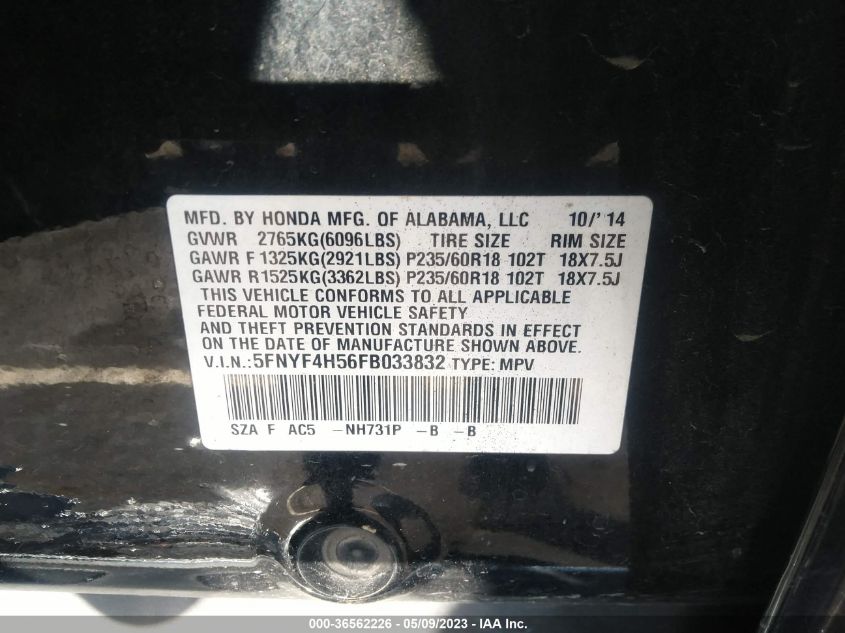 MFD. BY HONDA MFG. OF ALABAMA, LLC 10/'14
GVWR 2765KG(6096LBS) TIRE SIZE RIM SIZE
GAWR F 1325KG(2921LBS) P235/60R18 102T 18X7.5J
GAWR R1525KG(3362LBS) P235/60R18 102T 18X7.5J
THIS VEHICLE CONFORMS TO ALL APPLICABLE
FEDERAL MOTOR VEHICLE SAFETY
AND THEFT PREVENTION STANDARDS IN EFFECT
ON THE DATE OF MANUFACTURE SHOWN ABOVE.
V.I.N.:5FNYF4H56FB033832 TYPE: MPV
SZA F AC5 -NH731P -B -B
000-36562226 - 05/09/2023 - IAA Inc.